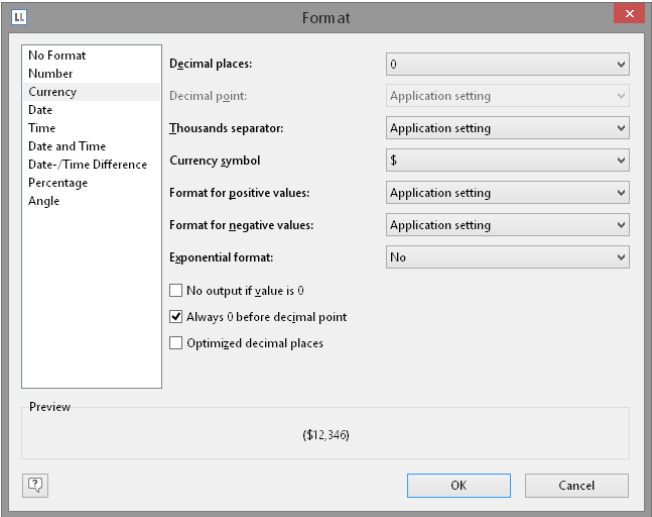 LL
Format
No Format
Number
Currency
Date
Time
Date and Time
Date-/Time Difference
Percentage
Angle
Decimal places: 0
Decimal point: Application setting
Thousands separator: Application setting
Currency symbol $
Format for positive values: Application setting
Format for negative values: Application setting
Exponential format: No
No output if value is 0
Always 0 before decimal point
Optimized decimal places
Preview
($12,346)
OK Cancel